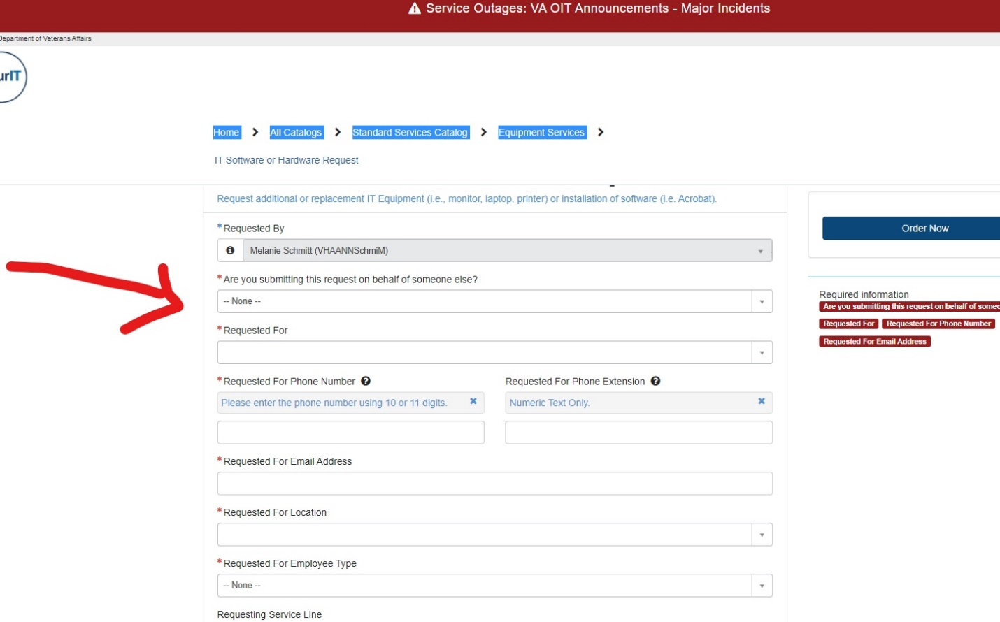 Service Outages: VA OIT Announcements - Major Incidents
Department of Veterans Affairs
urIT
Home > All Catalogs > Standard Services Catalog > Equipment Services >
IT Software or Hardware Request
Request additional or replacement IT Equipment (i.e., monitor, laptop, printer) or installation of software (i.e. Acrobat).
Order Now
*Requested By
Melanie Schmitt (VHAANNSchmiM)
*Are you submitting this request on behalf of someone else?
-- None --
Required information
Are you submitting this request on behalf of someo
Requested For Requested For Phone Number
Requested For Email Address
*Requested For
*Requested For Phone Number Requested For Phone Extension
Please enter the phone number using 10 or 11 digits. Numeric Text Only.
*Requested For Email Address
*Requested For Location
*Requested For Employee Type
-- None --
Requesting Service Line